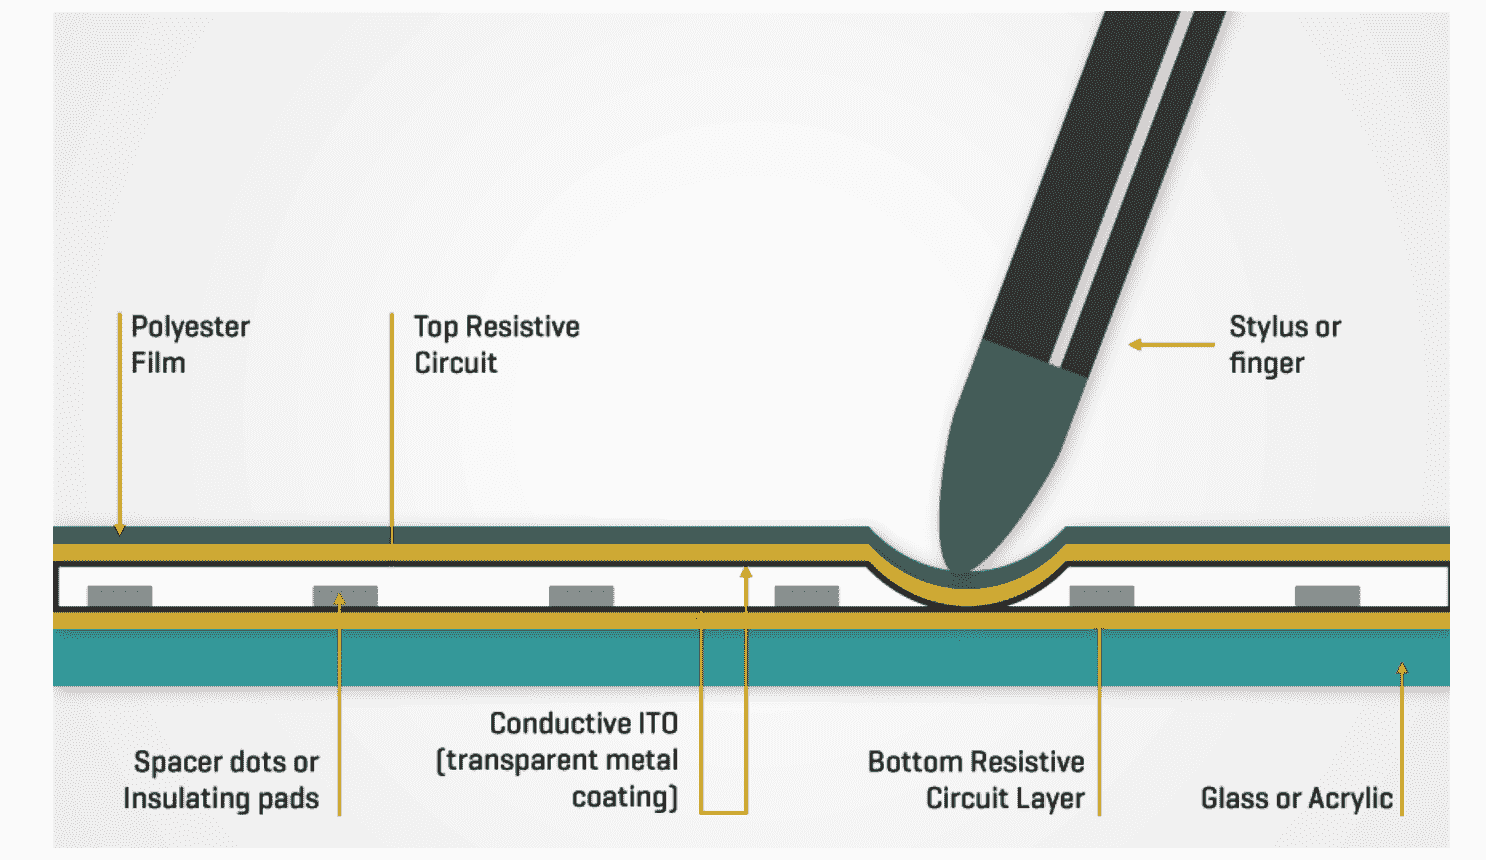 Polyester
Film
Top Resistive
Circuit
Stylus or
finger
Spacer dots or
Insulating pads
Conductive ITO
(transparent metal
coating)
Bottom Resistive
Circuit Layer
Glass or Acrylic